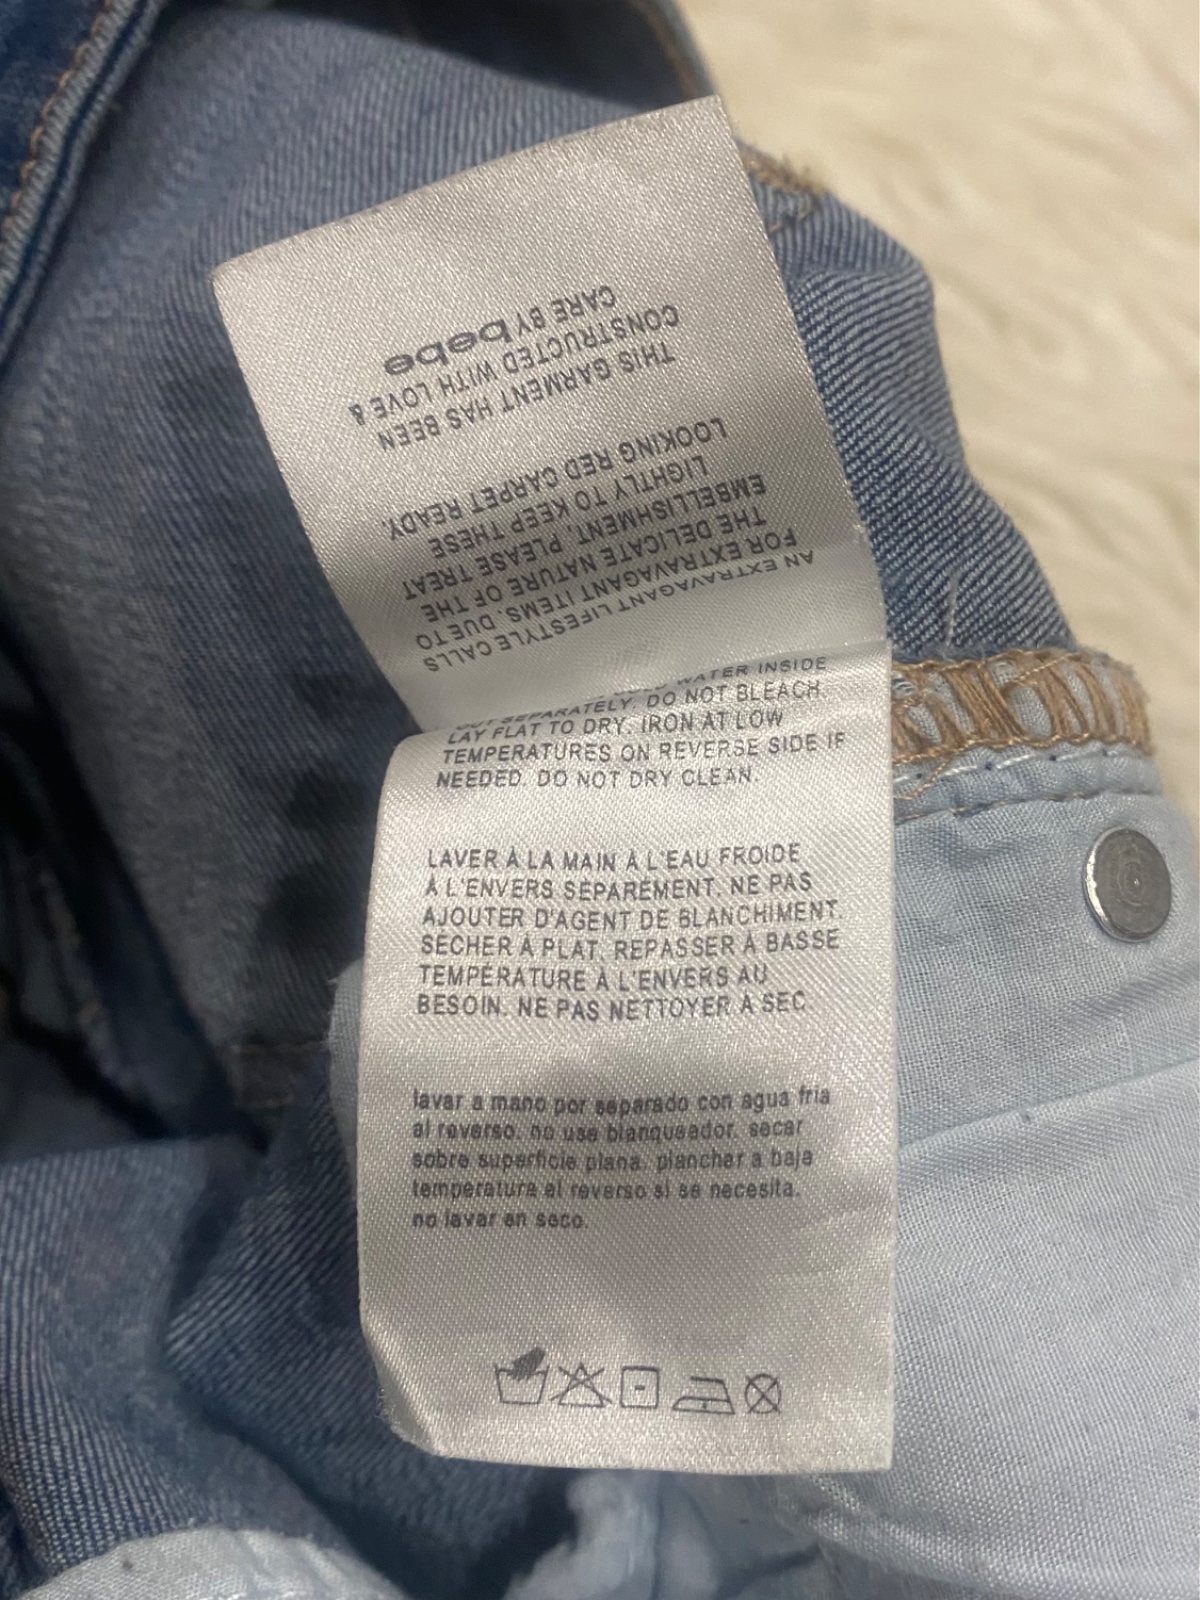 AN EXTRAVAGANT LIFESTYLE CALLS
FOR EXTRAVAGANT ITEMS. DUE TO
THE DELICATE NATURE OF THE
EMBELLISHMENT, PLEASE TREAT
LIGHTLY TO KEEP THESE
LOOKING RED CARPET READY.
THIS GARMENT HAS BEEN
CONSTRUCTED WITH LOVE &
CARE BY bebe
WATER INSIDE
OUT SEPARATELY. DO NOT BLEACH.
LAY FLAT TO DRY. IRON AT LOW
TEMPERATURES ON REVERSE SIDE IF
NEEDED. DO NOT DRY CLEAN.
LAVER À LA MAIN À L'EAU FROIDE
À L'ENVERS SÉPARÉMENT. NE PAS
AJOUTER D'AGENT DE BLANCHIMENT.
SÉCHER À PLAT. REPASSER À BASSE
TEMPÉRATURE À L'ENVERS AU
BESOIN. NE PAS NETTOYER A SEC.
lavar a mano por separado con agua fria
al reverso. no use blanqueador. secar
sobre superficie plana. planchar a baja
temperatura al reverso si se necesita.
no lavar en seco.